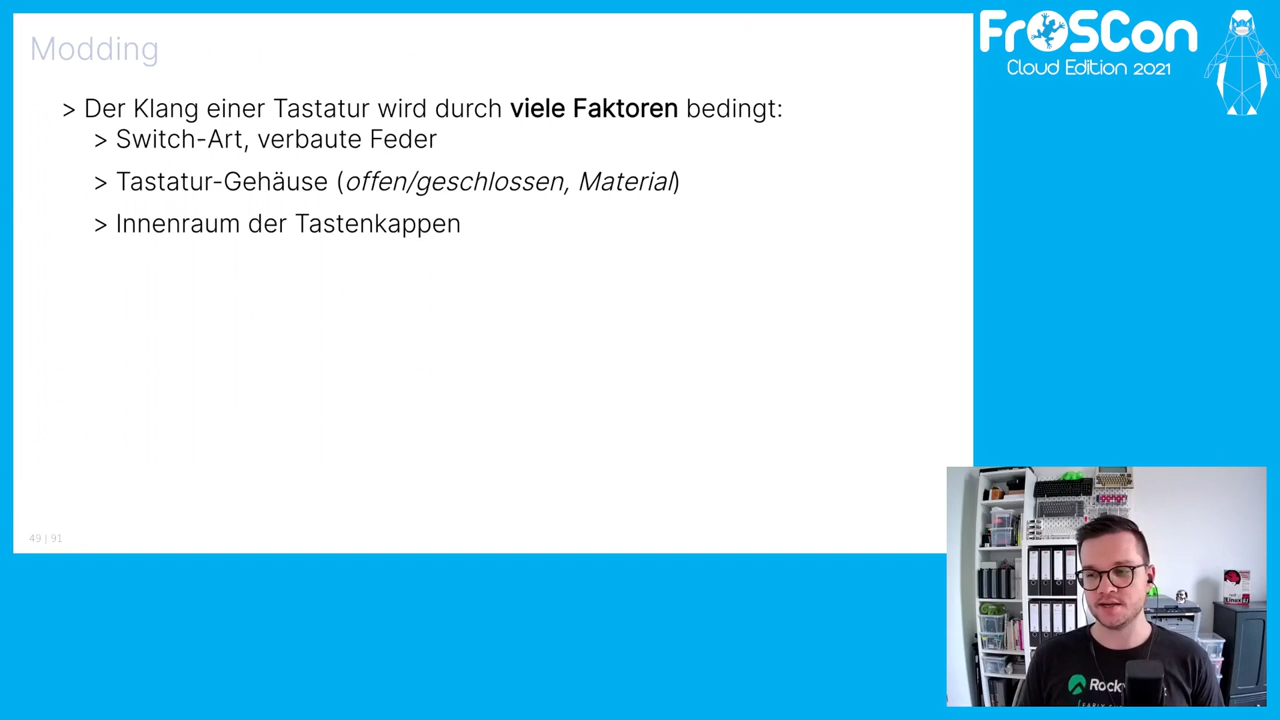 Modding
> Der Klang einer Tastatur wird durch viele Faktoren bedingt:
> Switch-Art, verbaute Feder
> Tastatur-Gehäuse (offen/geschlossen, Material)
> Innenraum der Tastenkappen
49 | 91
FrOSCon
Cloud Edition 2021
Rocky